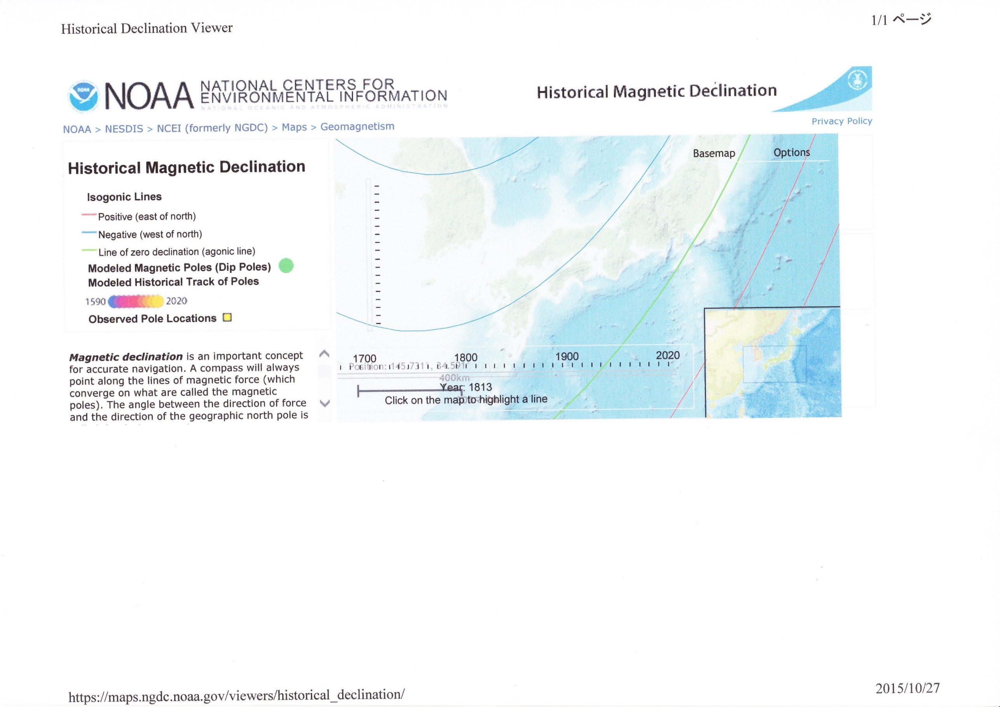 Historical Declination Viewer
1/1 ページ
NOAA
NATIONAL CENTERS FOR
ENVIRONMENTAL INFORMATION
NATIONAL OCEANIC AND ATMOSPHERIC ADMINISTRATION
Historical Magnetic Declination
NOAA > NESDIS > NCEI (formerly NGDC) > Maps > Geomagnetism
Privacy Policy
Historical Magnetic Declination
Isogonic Lines
Positive (east of north)
Negative (west of north)
Line of zero declination (agonic line)
Modeled Magnetic Poles (Dip Poles)
Modeled Historical Track of Poles
1590 2020
Observed Pole Locations
Magnetic declination is an important concept
for accurate navigation. A compass will always
point along the lines of magnetic force (which
converge on what are called the magnetic
poles). The angle between the direction of force
and the direction of the geographic north pole is
Basemap Options
1700 1800 1900 2020
Position: 145.731, 34.591
400km
Year: 1813
Click on the map to highlight a line
https://maps.ngdc.noaa.gov/viewers/historical_declination/
2015/10/27